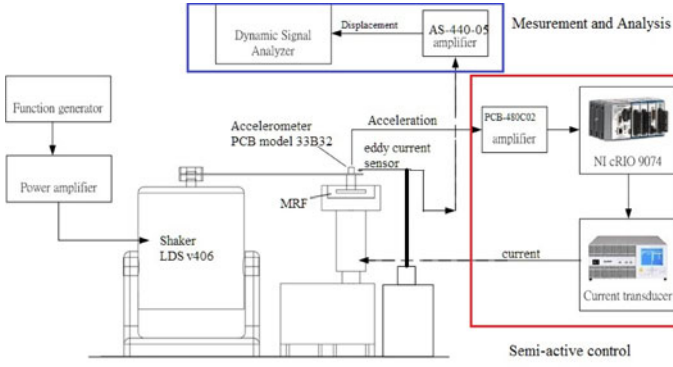 Displacement
Dynamic Signal
Analyzer
AS-440-05
amplifier
Mesurement and Analysis
Function generator
Power amplifier
Accelerometer
PCB model 33B32
Acceleration
eddy current
sensor
PCB-480C02
amplifier
NI cRIO 9074
MRF
Shaker
LDS v406
current
Current transducer
Semi-active control